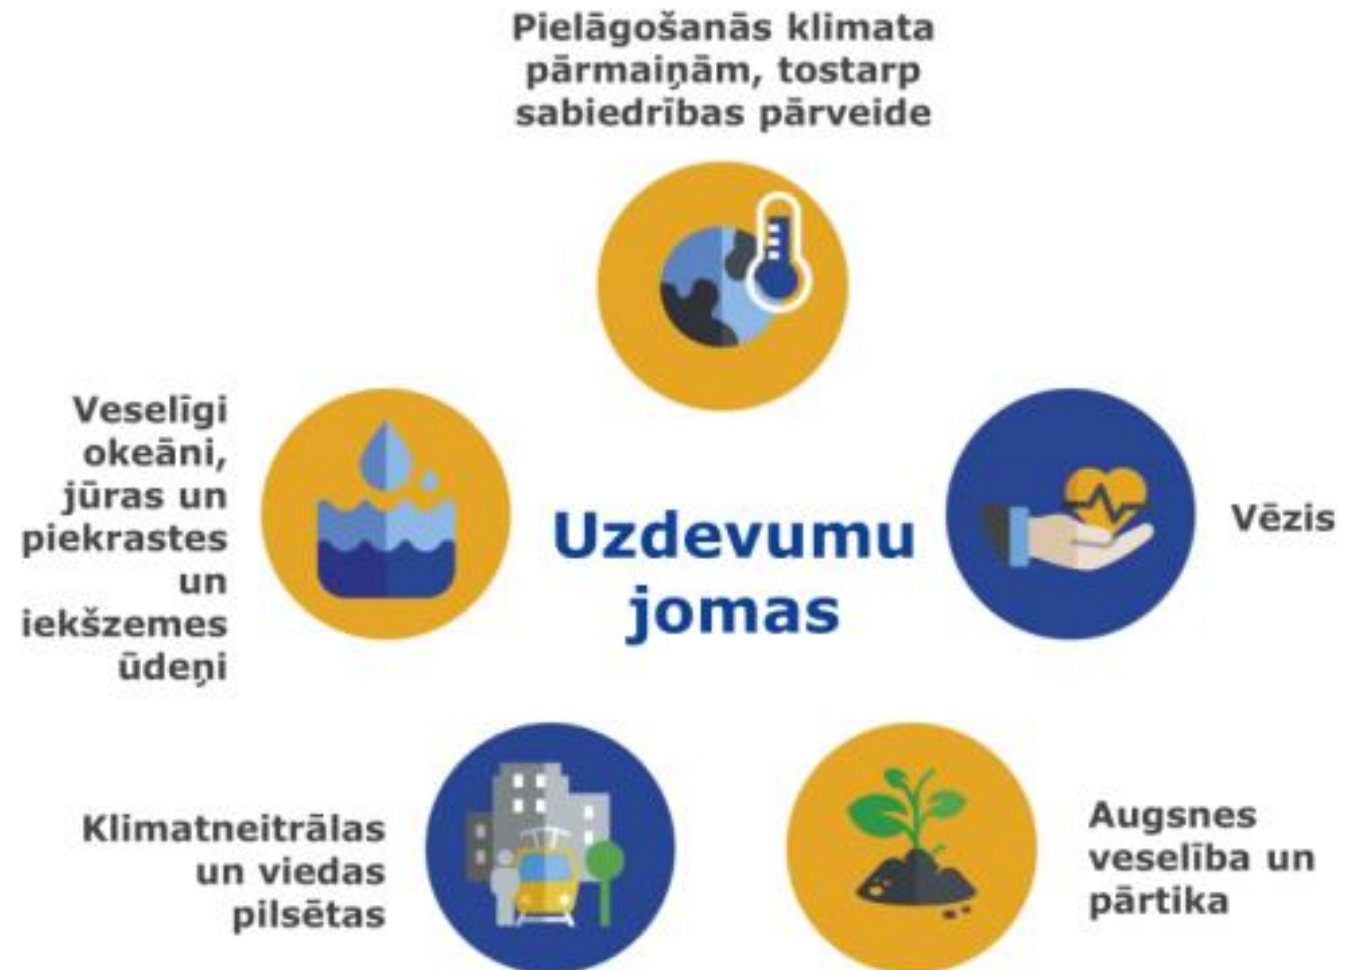 Pielāgošanās klimata
pārmaiņām, tostarp
sabiedrības pārveide
Veselīgi
okeāni,
jūras un
piekrastes
un
iekšzemes
ūdeņi
Uzdevumu
jomas
Vēzis
Klimatneitrālas
un viedas
pilsētas
Augsnes
veselība un
pārtika